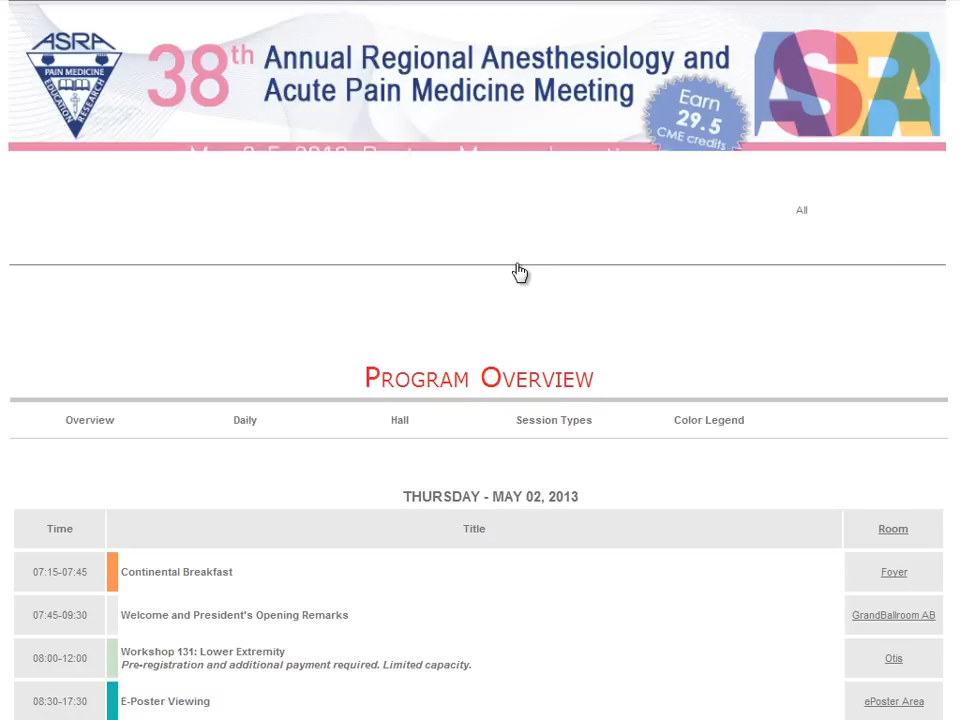 ASRA
PAIN MEDICINE
EDUCATION
RESEARCH
38th Annual Regional Anesthesiology and
Acute Pain Medicine Meeting
Earn
29.5
CME credits
ASRA
All
PROGRAM OVERVIEW
Overview Daily Hall Session Types Color Legend
THURSDAY - MAY 02, 2013
Time Title Room
07:15-07:45 Continental Breakfast Foyer
07:45-09:30 Welcome and President's Opening Remarks GrandBallroom AB
08:00-12:00 Workshop 131: Lower Extremity Otis
Pre-registration and additional payment required. Limited capacity.
08:30-17:30 E-Poster Viewing ePoster Area